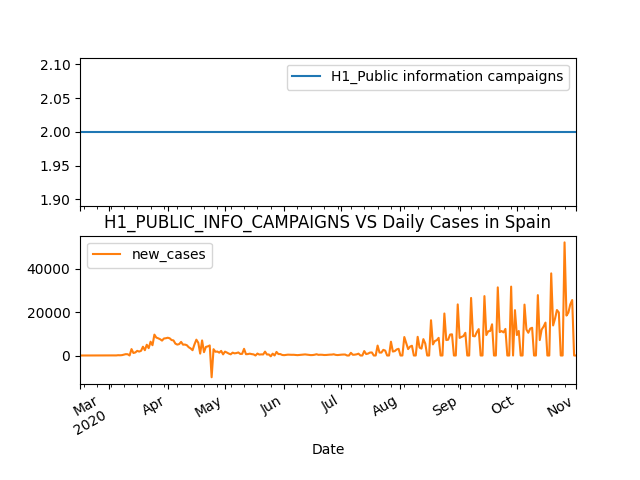 2.10
2.05
2.00
1.95
1.90
H1_Public information campaigns
H1_PUBLIC_INFO_CAMPAIGNS VS Daily Cases in Spain
40000
20000
0
new_cases
Mar
2020
Apr
May
Jun
Jul
Aug
Sep
Oct
Nov
Date